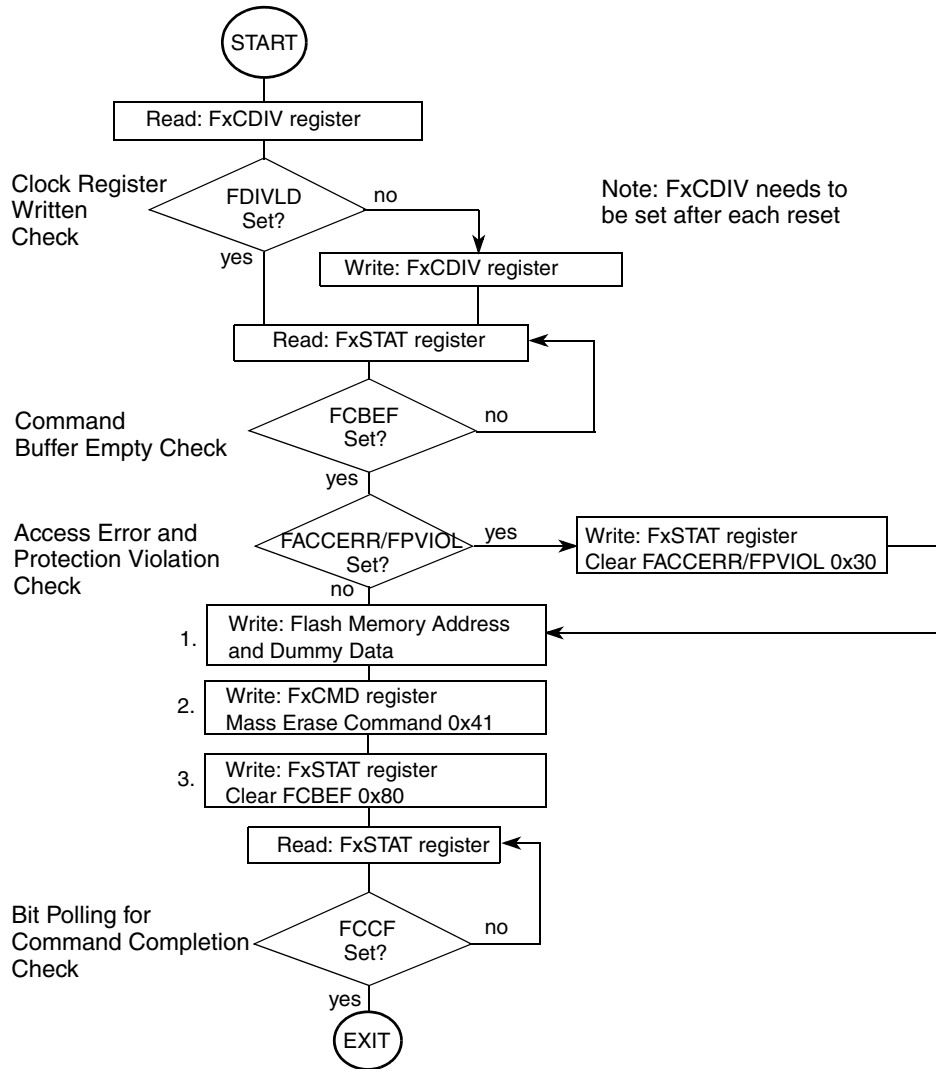 START
Read: FxCDIV register
Clock Register
Written
Check
FDIVLD
Set?
no
yes
Note: FxCDIV needs to
be set after each reset
Write: FxCDIV register
Read: FxSTAT register
Command
Buffer Empty Check
FCBEF
Set?
no
yes
Access Error and
Protection Violation
Check
FACCERR/FPVIOL
Set?
yes
no
Write: FxSTAT register
Clear FACCERR/FPVIOL 0x30
1.
Write: Flash Memory Address
and Dummy Data
2.
Write: FxCMD register
Mass Erase Command 0x41
3.
Write: FxSTAT register
Clear FCBEF 0x80
Read: FxSTAT register
Bit Polling for
Command Completion
Check
FCCF
Set?
no
yes
EXIT